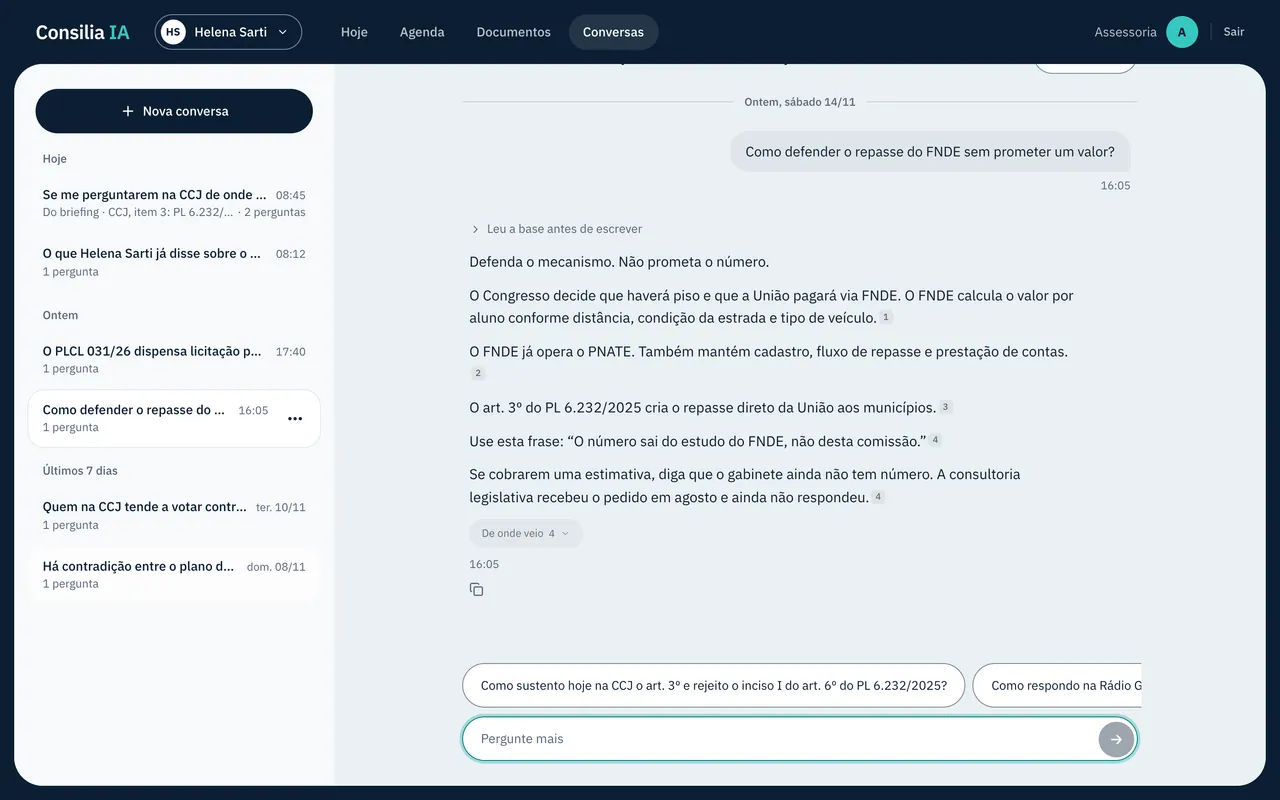 Consilia IA
HS Helena Sarti
Hoje
Agenda
Documentos
Conversas
Assessoria
A
Sair
+ Nova conversa
Hoje
Se me perguntarem na CCJ de onde ... 08:45
Do briefing · CCJ, item 3: PL 6.232/... · 2 perguntas
O que Helena Sarti já disse sobre o ... 08:12
1 pergunta
Ontem
O PLCL 031/26 dispensa licitação p... 17:40
1 pergunta
Como defender o repasse do ... 16:05
1 pergunta
Últimos 7 dias
Quem na CCJ tende a votar contr... ter. 10/11
1 pergunta
Há contradição entre o plano d... dom. 08/11
1 pergunta
Ontem, sábado 14/11
Como defender o repasse do FNDE sem prometer um valor?
16:05
Leu a base antes de escrever
Defenda o mecanismo. Não prometa o número.
O Congresso decide que haverá piso e que a União pagará via FNDE. O FNDE calcula o valor por
aluno conforme distância, condição da estrada e tipo de veículo. 1
O FNDE já opera o PNATE. Também mantém cadastro, fluxo de repasse e prestação de contas.
2
O art. 3º do PL 6.232/2025 cria o repasse direto da União aos municípios. 3
Use esta frase: “O número sai do estudo do FNDE, não desta comissão.” 4
Se cobrarem uma estimativa, diga que o gabinete ainda não tem número. A consultoria
legislativa recebeu o pedido em agosto e ainda não respondeu. 4
De onde veio 4
16:05
Como sustento hoje na CCJ o art. 3º e rejeito o inciso I do art. 6º do PL 6.232/2025?
Como respondo na Rádio G
Pergunte mais